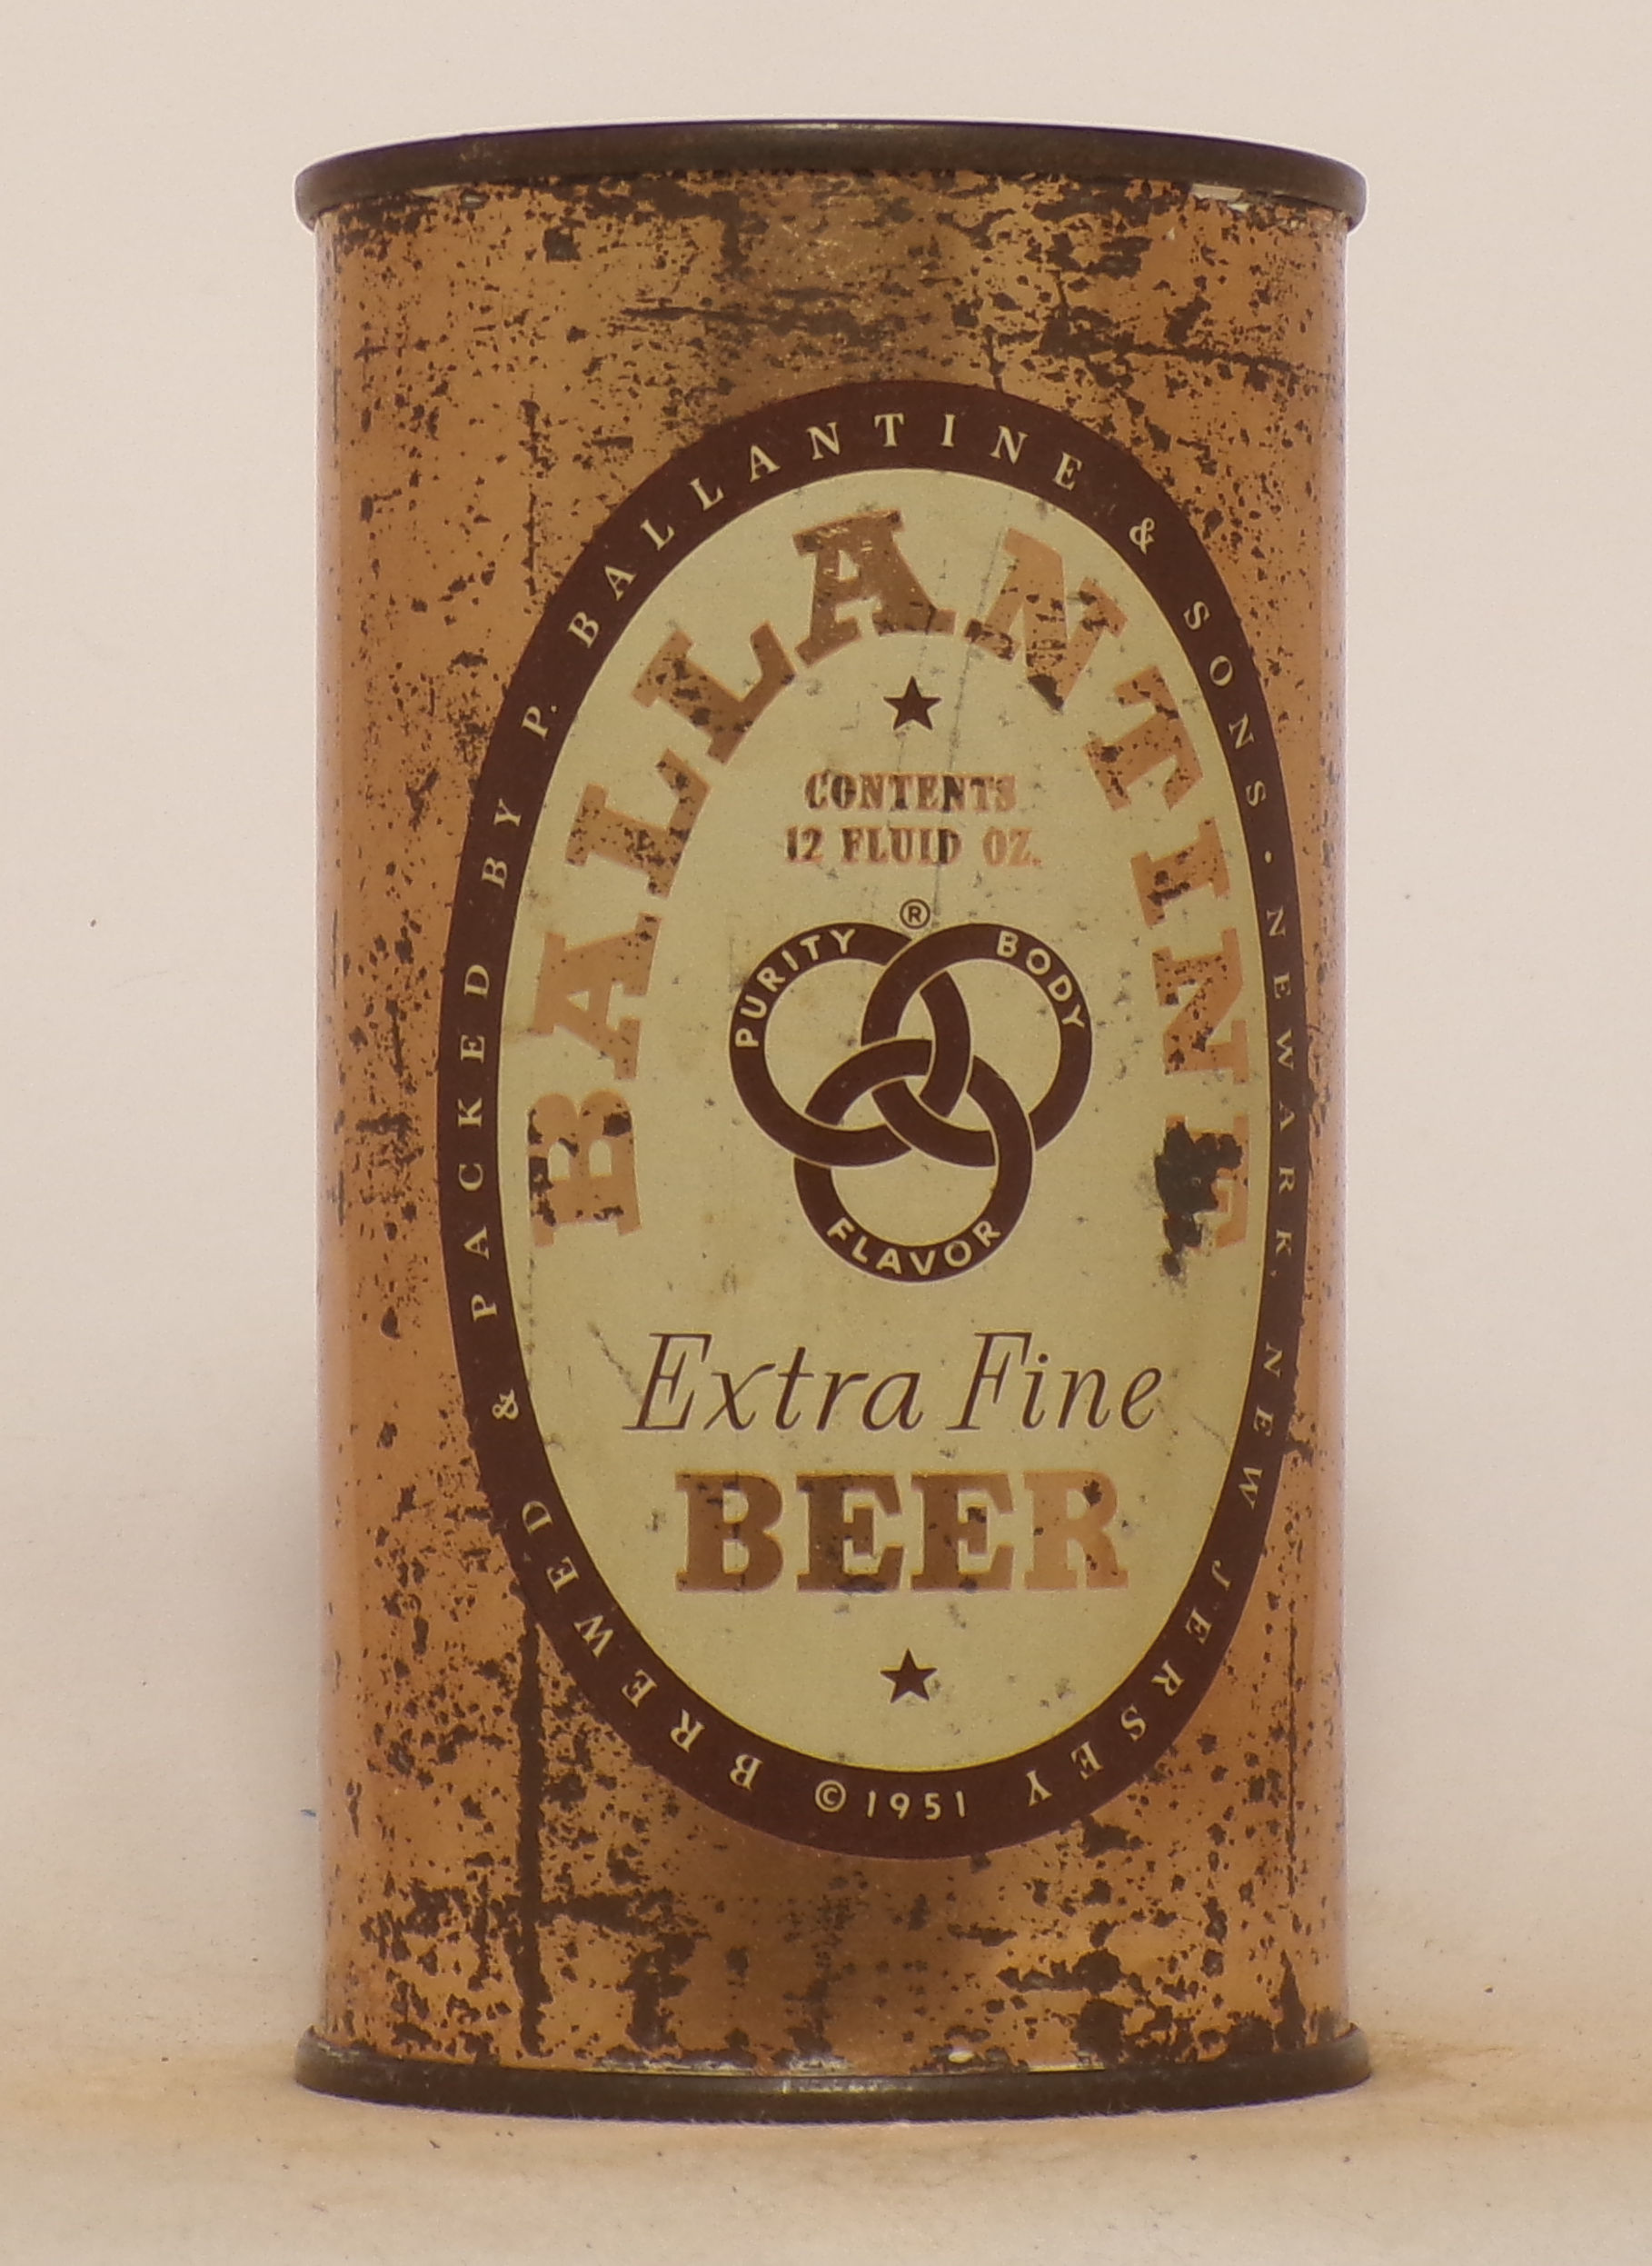 BREWED & PACKED BY P. BALLANTINE & SONS · NEWARK, NEW JERSEY
BALLANTINE
CONTENTS
12 FLUID OZ.
®
PURITY
BODY
FLAVOR
Extra Fine
BEER
© 1951